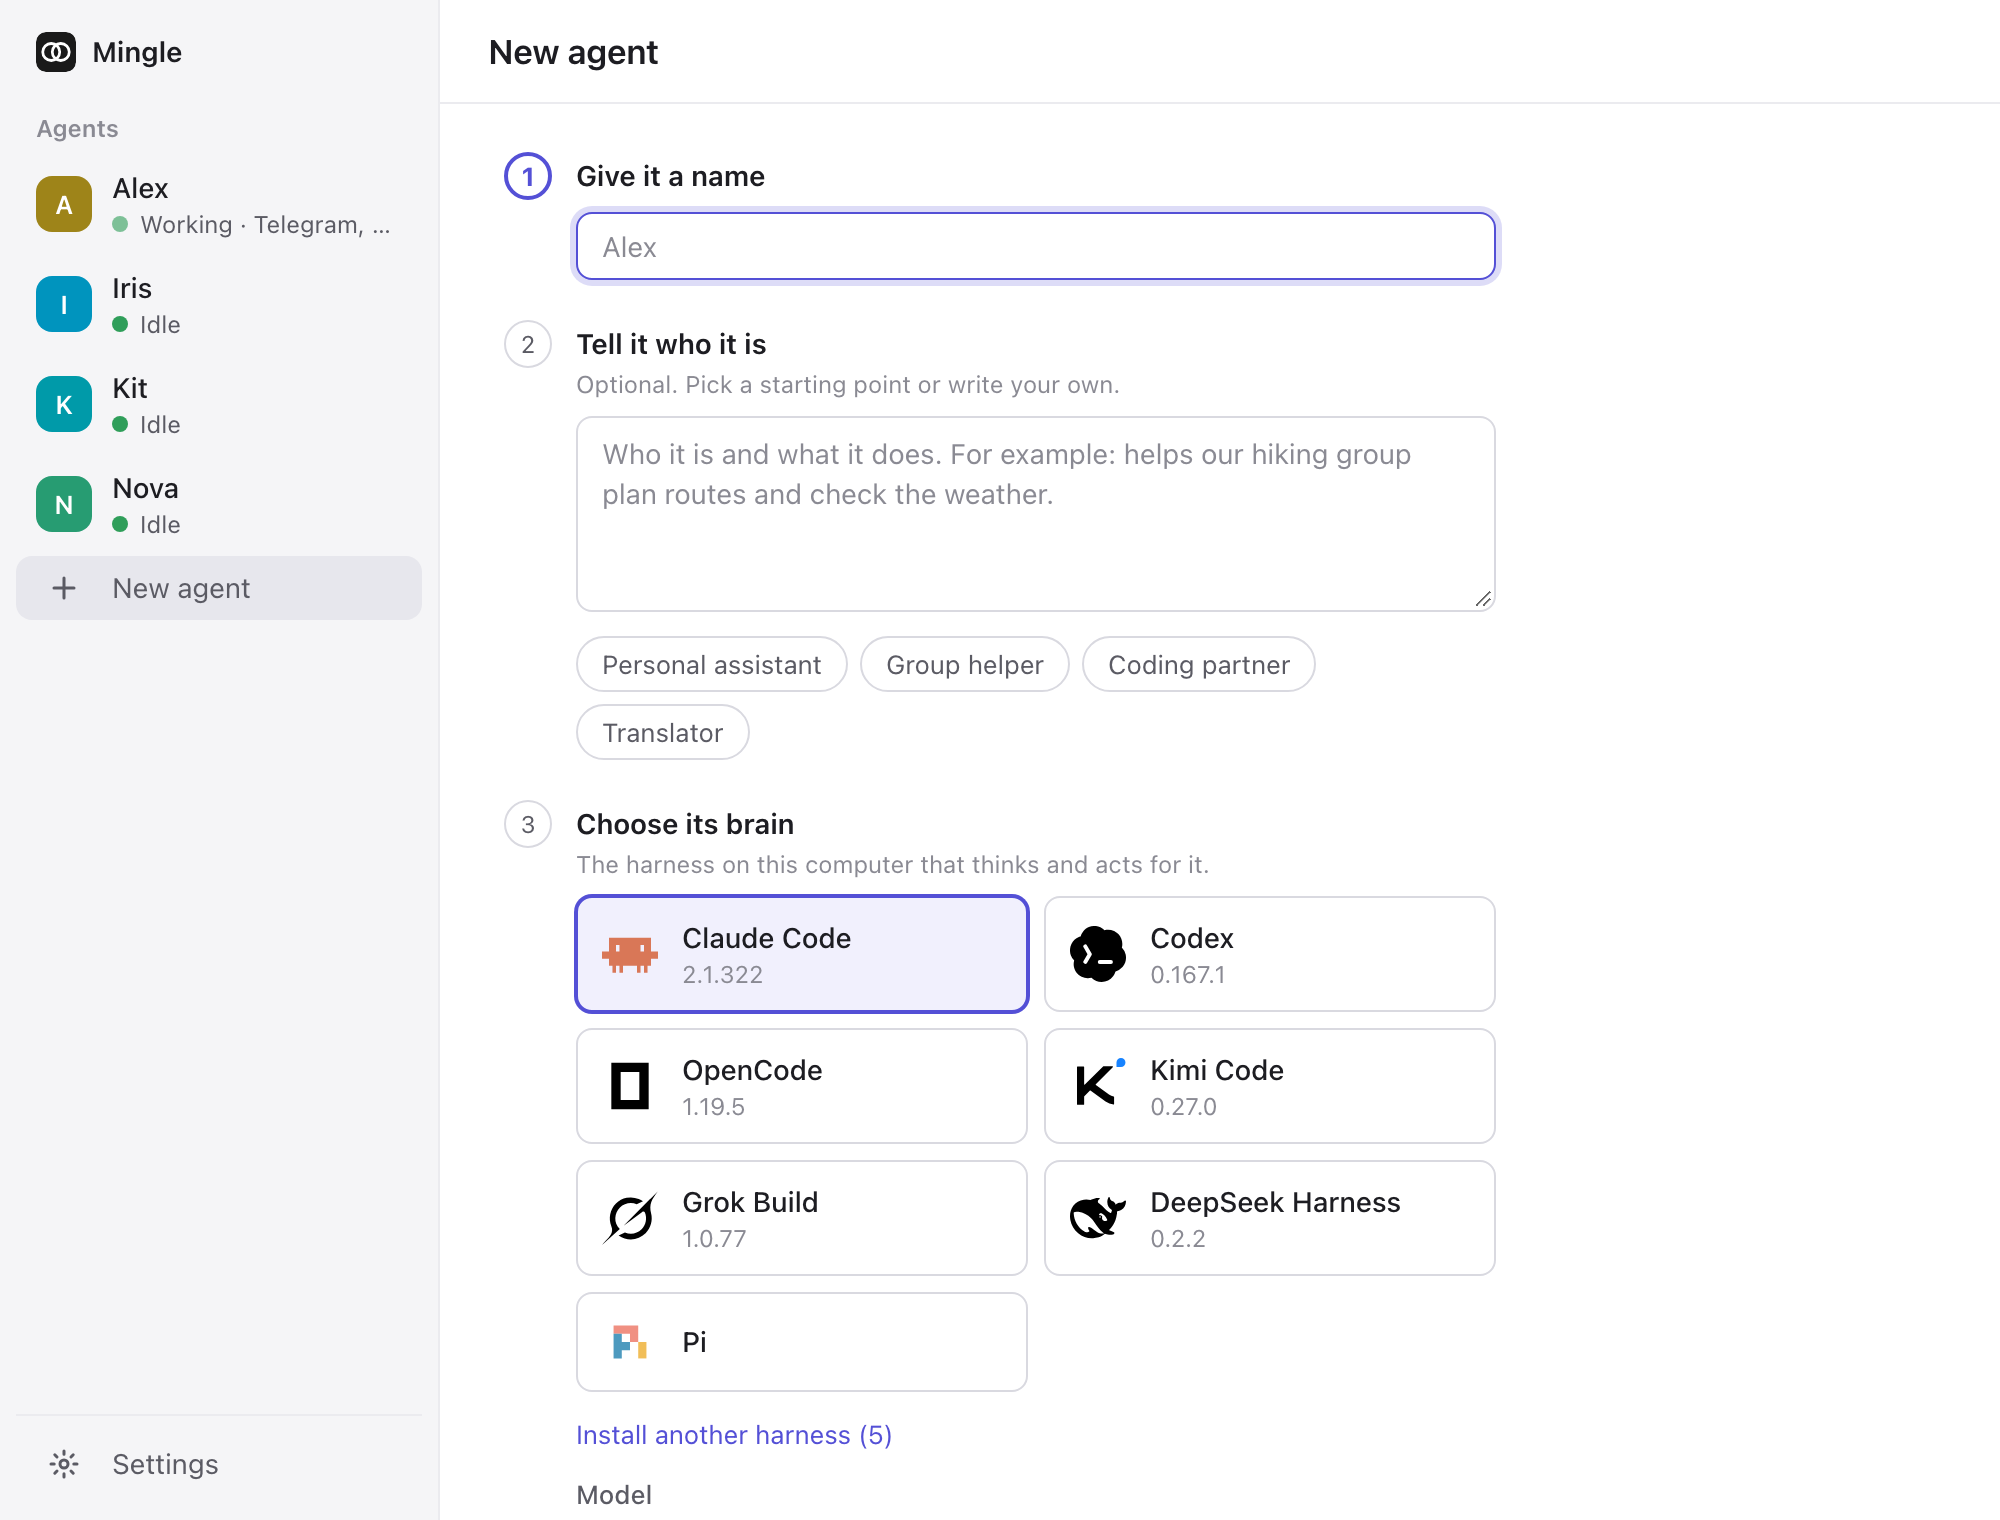 Mingle
Agents
A
Alex
Working · Telegram, ...
I
Iris
Idle
K
Kit
Idle
N
Nova
Idle
New agent
Settings
New agent
1
Give it a name
Alex
2
Tell it who it is
Optional. Pick a starting point or write your own.
Who it is and what it does. For example: helps our hiking group
plan routes and check the weather.
Personal assistant
Group helper
Coding partner
Translator
3
Choose its brain
The harness on this computer that thinks and acts for it.
Claude Code
2.1.322
Codex
0.167.1
OpenCode
1.19.5
Kimi Code
0.27.0
Grok Build
1.0.77
DeepSeek Harness
0.2.2
Pi
Install another harness (5)
Model